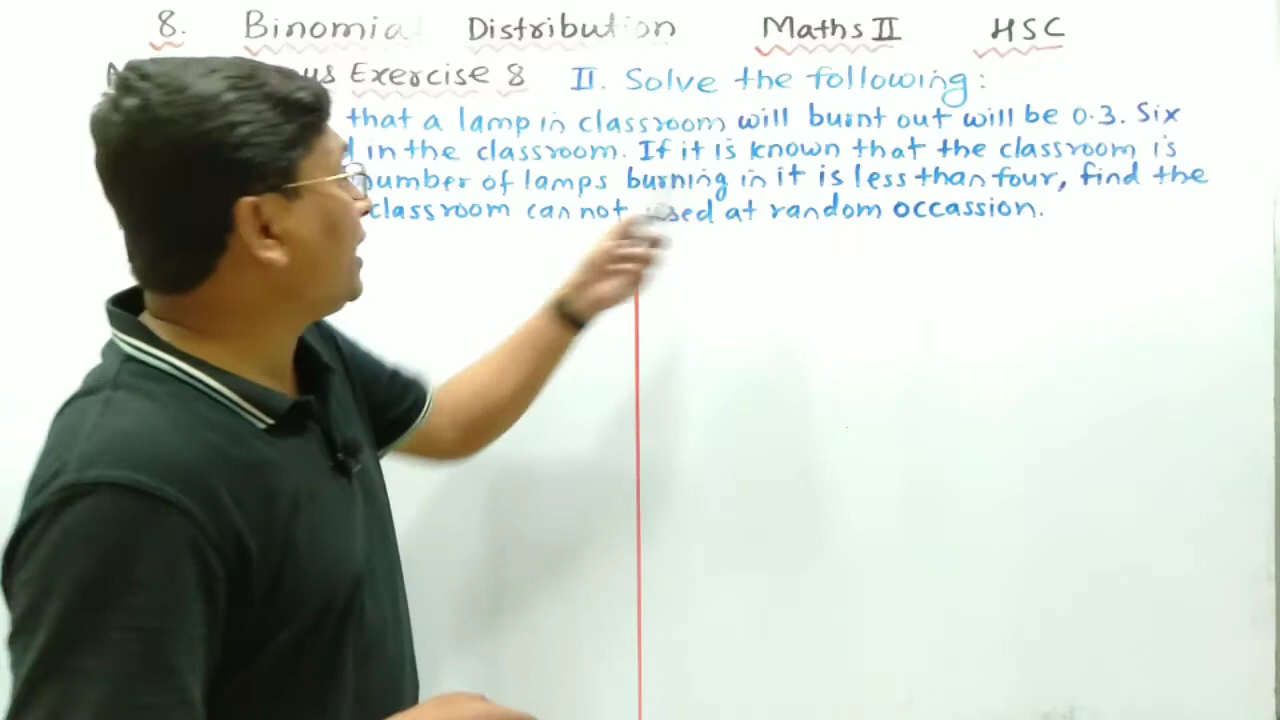 8. Binomial Distribution Maths II HSC
Exercise 8 II. Solve the following:
that a lamp in classroom will burnt out will be 0.3. Six
in the classroom. If it is known that the classroom is
number of lamps burning in it is less than four, find the
classroom can not used at random occassion.